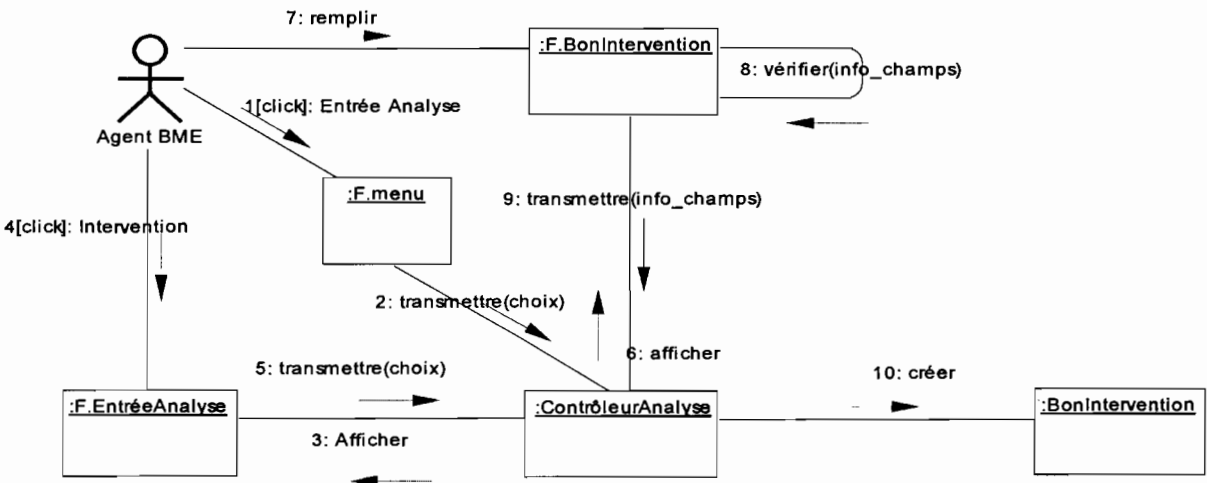 7: remplir
:F.BonIntervention
8: vérifier(info_champs)
1[click]: Entrée Analyse
Agent BME
:F.menu
9: transmettre(info_champs)
4[click]: Intervention
2: transmettre(choix)
6: afficher
5: transmettre(choix)
10: créer
:F.EntréeAnalyse
:ContrôleurAnalyse
:BonIntervention
3: Afficher